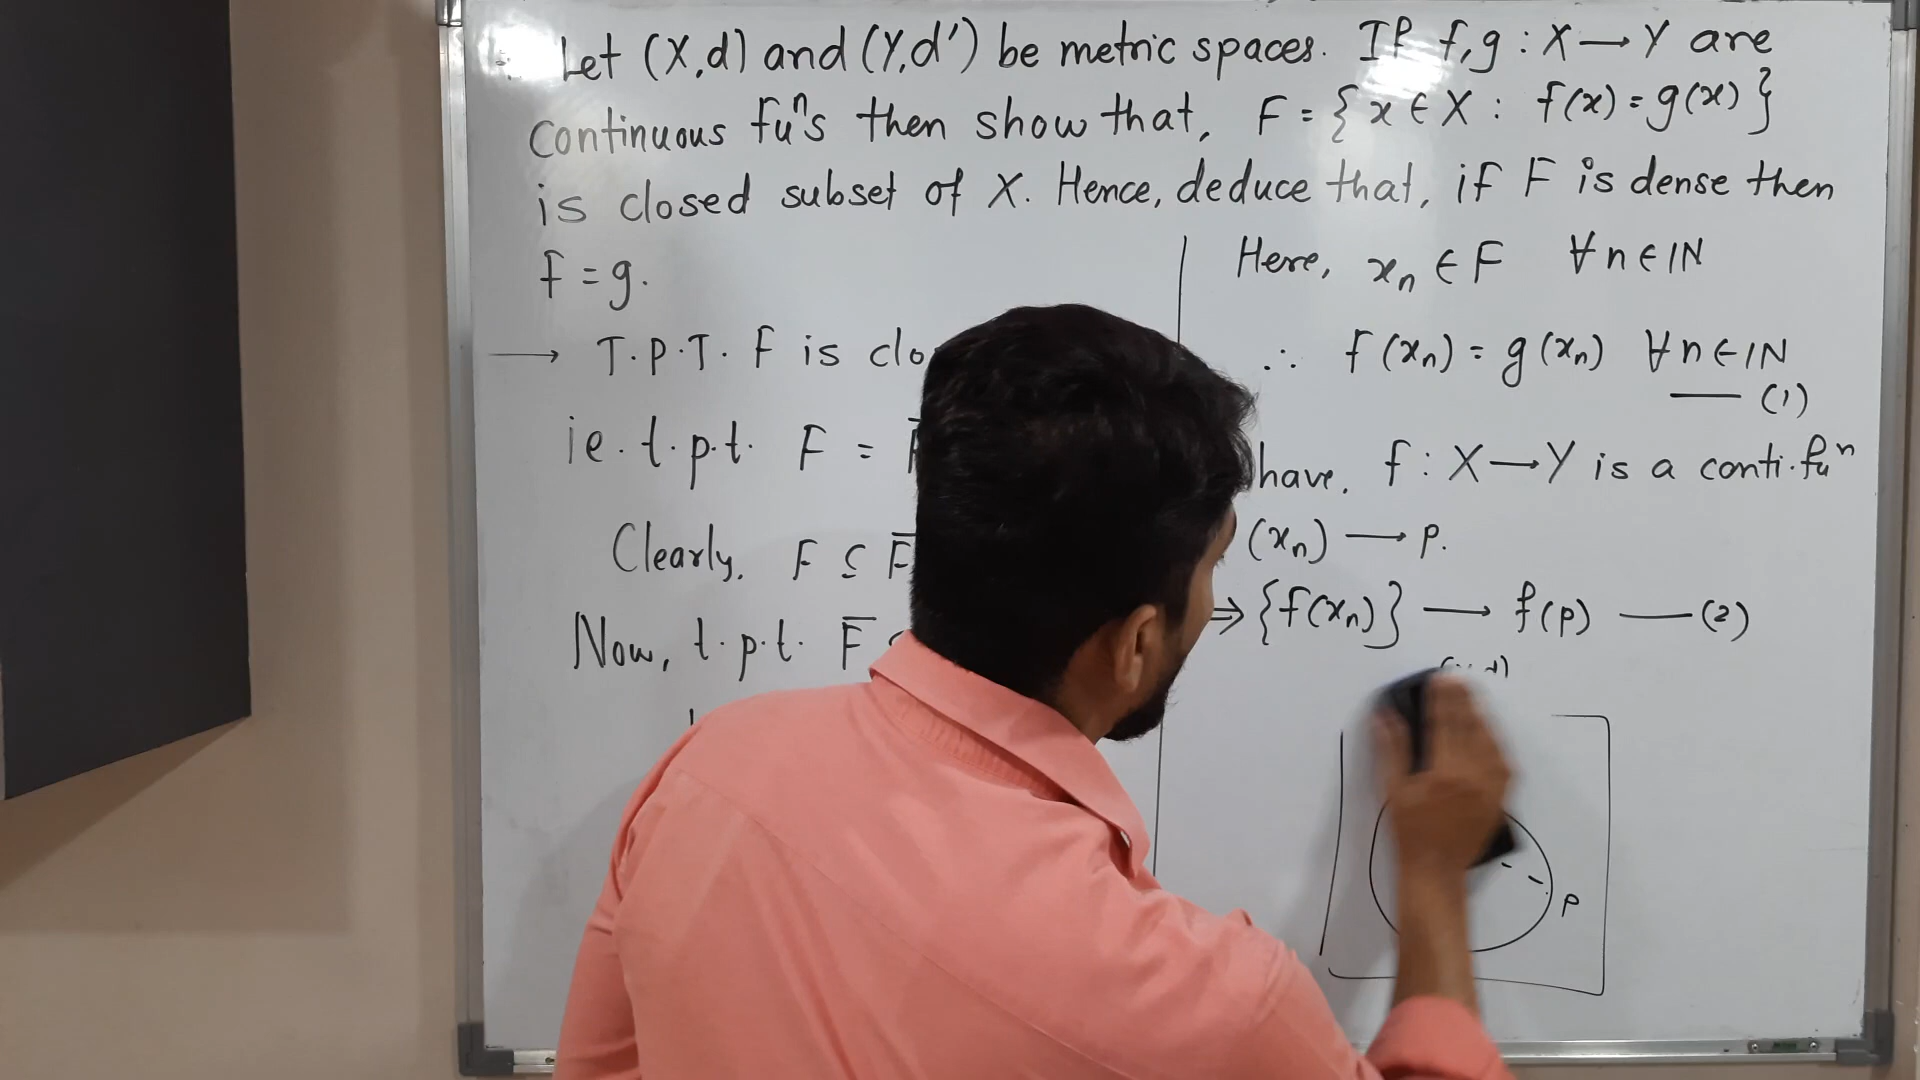 Let (X,d) and (Y,d') be metric spaces. If f,g : X → Y are
continuous fuⁿs then show that, F = { x ∈ X : f(x) = g(x) }
is closed subset of X. Hence, deduce that, if F is dense then
f = g.
→ T.P.T. F is
ie. t.p.t. F =
Clearly, F ⊆ F̅
Now, t.p.t. F̅
Here, xₙ ∈ F ∀ n ∈ IN
∴ f(xₙ) = g(xₙ) ∀ n ∈ IN
— (1)
have, f : X → Y is a conti. fuⁿ
(xₙ) → p.
⇒ {f(xₙ)} → f(p) — (2)
p